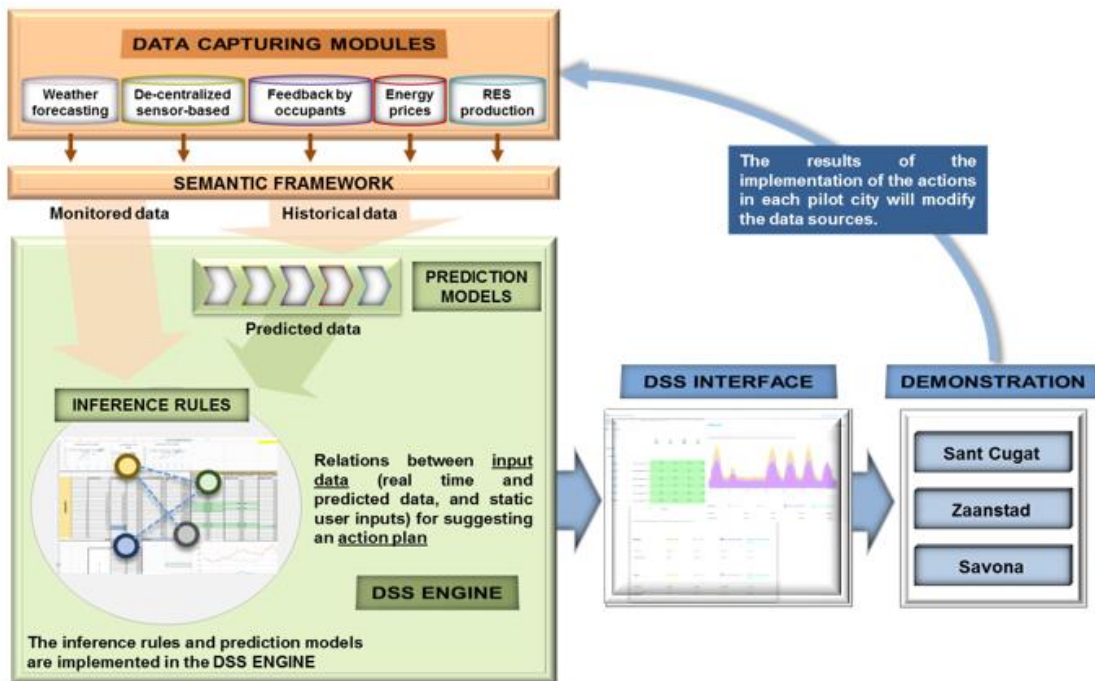 DATA CAPTURING MODULES
Weather
forecasting
De-centralized
sensor-based
Feedback by
occupants
Energy
prices
RES
production
SEMANTIC FRAMEWORK
Monitored data
Historical data
The results of the
implementation of the actions
in each pilot city will modify
the data sources.
PREDICTION
MODELS
Predicted data
INFERENCE RULES
Relations between input
data (real time and
predicted data, and static
user inputs) for suggesting
an action plan
DSS ENGINE
The inference rules and prediction models
are implemented in the DSS ENGINE
DSS INTERFACE
DEMONSTRATION
Sant Cugat
Zaanstad
Savona